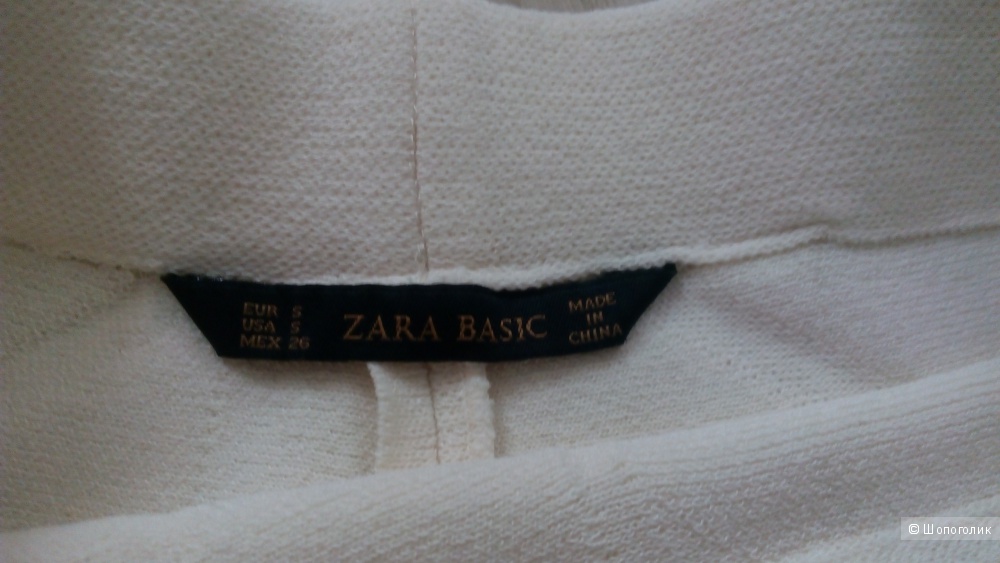 EUR S
USA S
MEX 26
ZARA BASIC
MADE
IN
CHINA
© Шопоголик